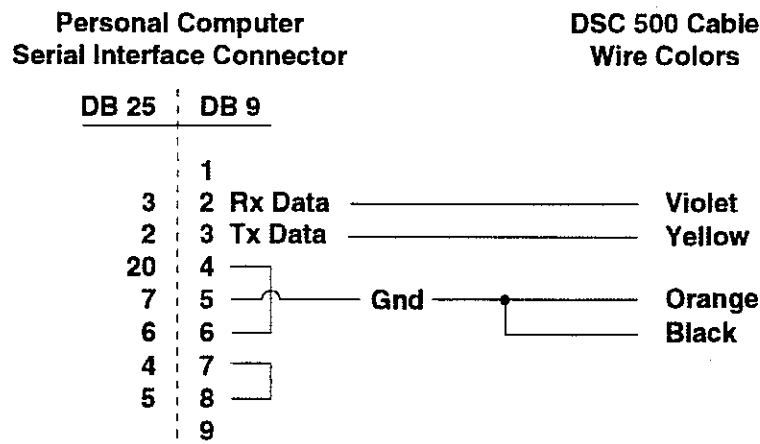 Personal Computer
Serial Interface Connector
DSC 500 Cable
Wire Colors
DB 25 DB 9
1
3 2 Rx Data Violet
2 3 Tx Data Yellow
20 4
7 5 Gnd Orange
6 6 Black
4 7
5 8
9